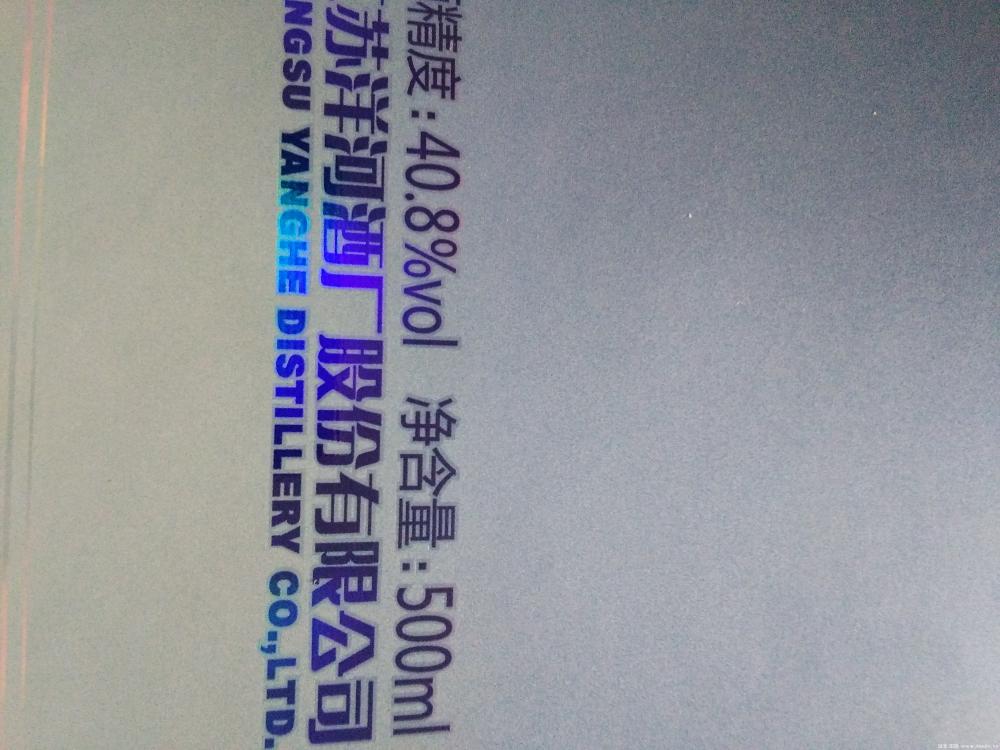 精度:40.8%vol 净含量:500ml
苏洋河酒厂股份有限公司
NGSU YANGHE DISTILLERY CO.,LTD.